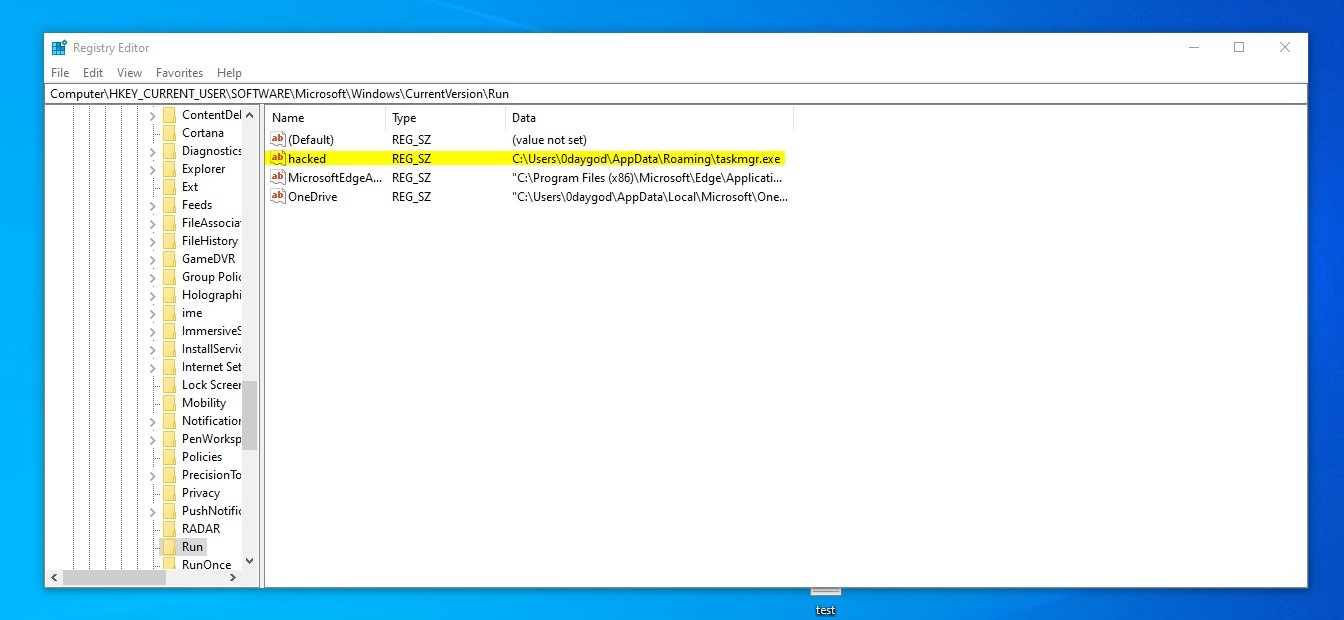 Registry Editor
File Edit View Favorites Help
Computer\HKEY_CURRENT_USER\SOFTWARE\Microsoft\Windows\CurrentVersion\Run
ContentDel
Cortana
Diagnostics
Explorer
Ext
Feeds
FileAssocia
FileHistory
GameDVR
Group Polic
Holographi
ime
ImmersiveS
InstallServic
Internet Set
Lock Screen
Mobility
Notification
PenWorksp
Policies
PrecisionTo
Privacy
PushNotific
RADAR
Run
RunOnce
Name Type Data
(Default) REG_SZ (value not set)
hacked REG_SZ C:\Users\0daygod\AppData\Roaming\taskmgr.exe
MicrosoftEdgeA... REG_SZ "C:\Program Files (x86)\Microsoft\Edge\Applicati...
OneDrive REG_SZ "C:\Users\0daygod\AppData\Local\Microsoft\One...
test